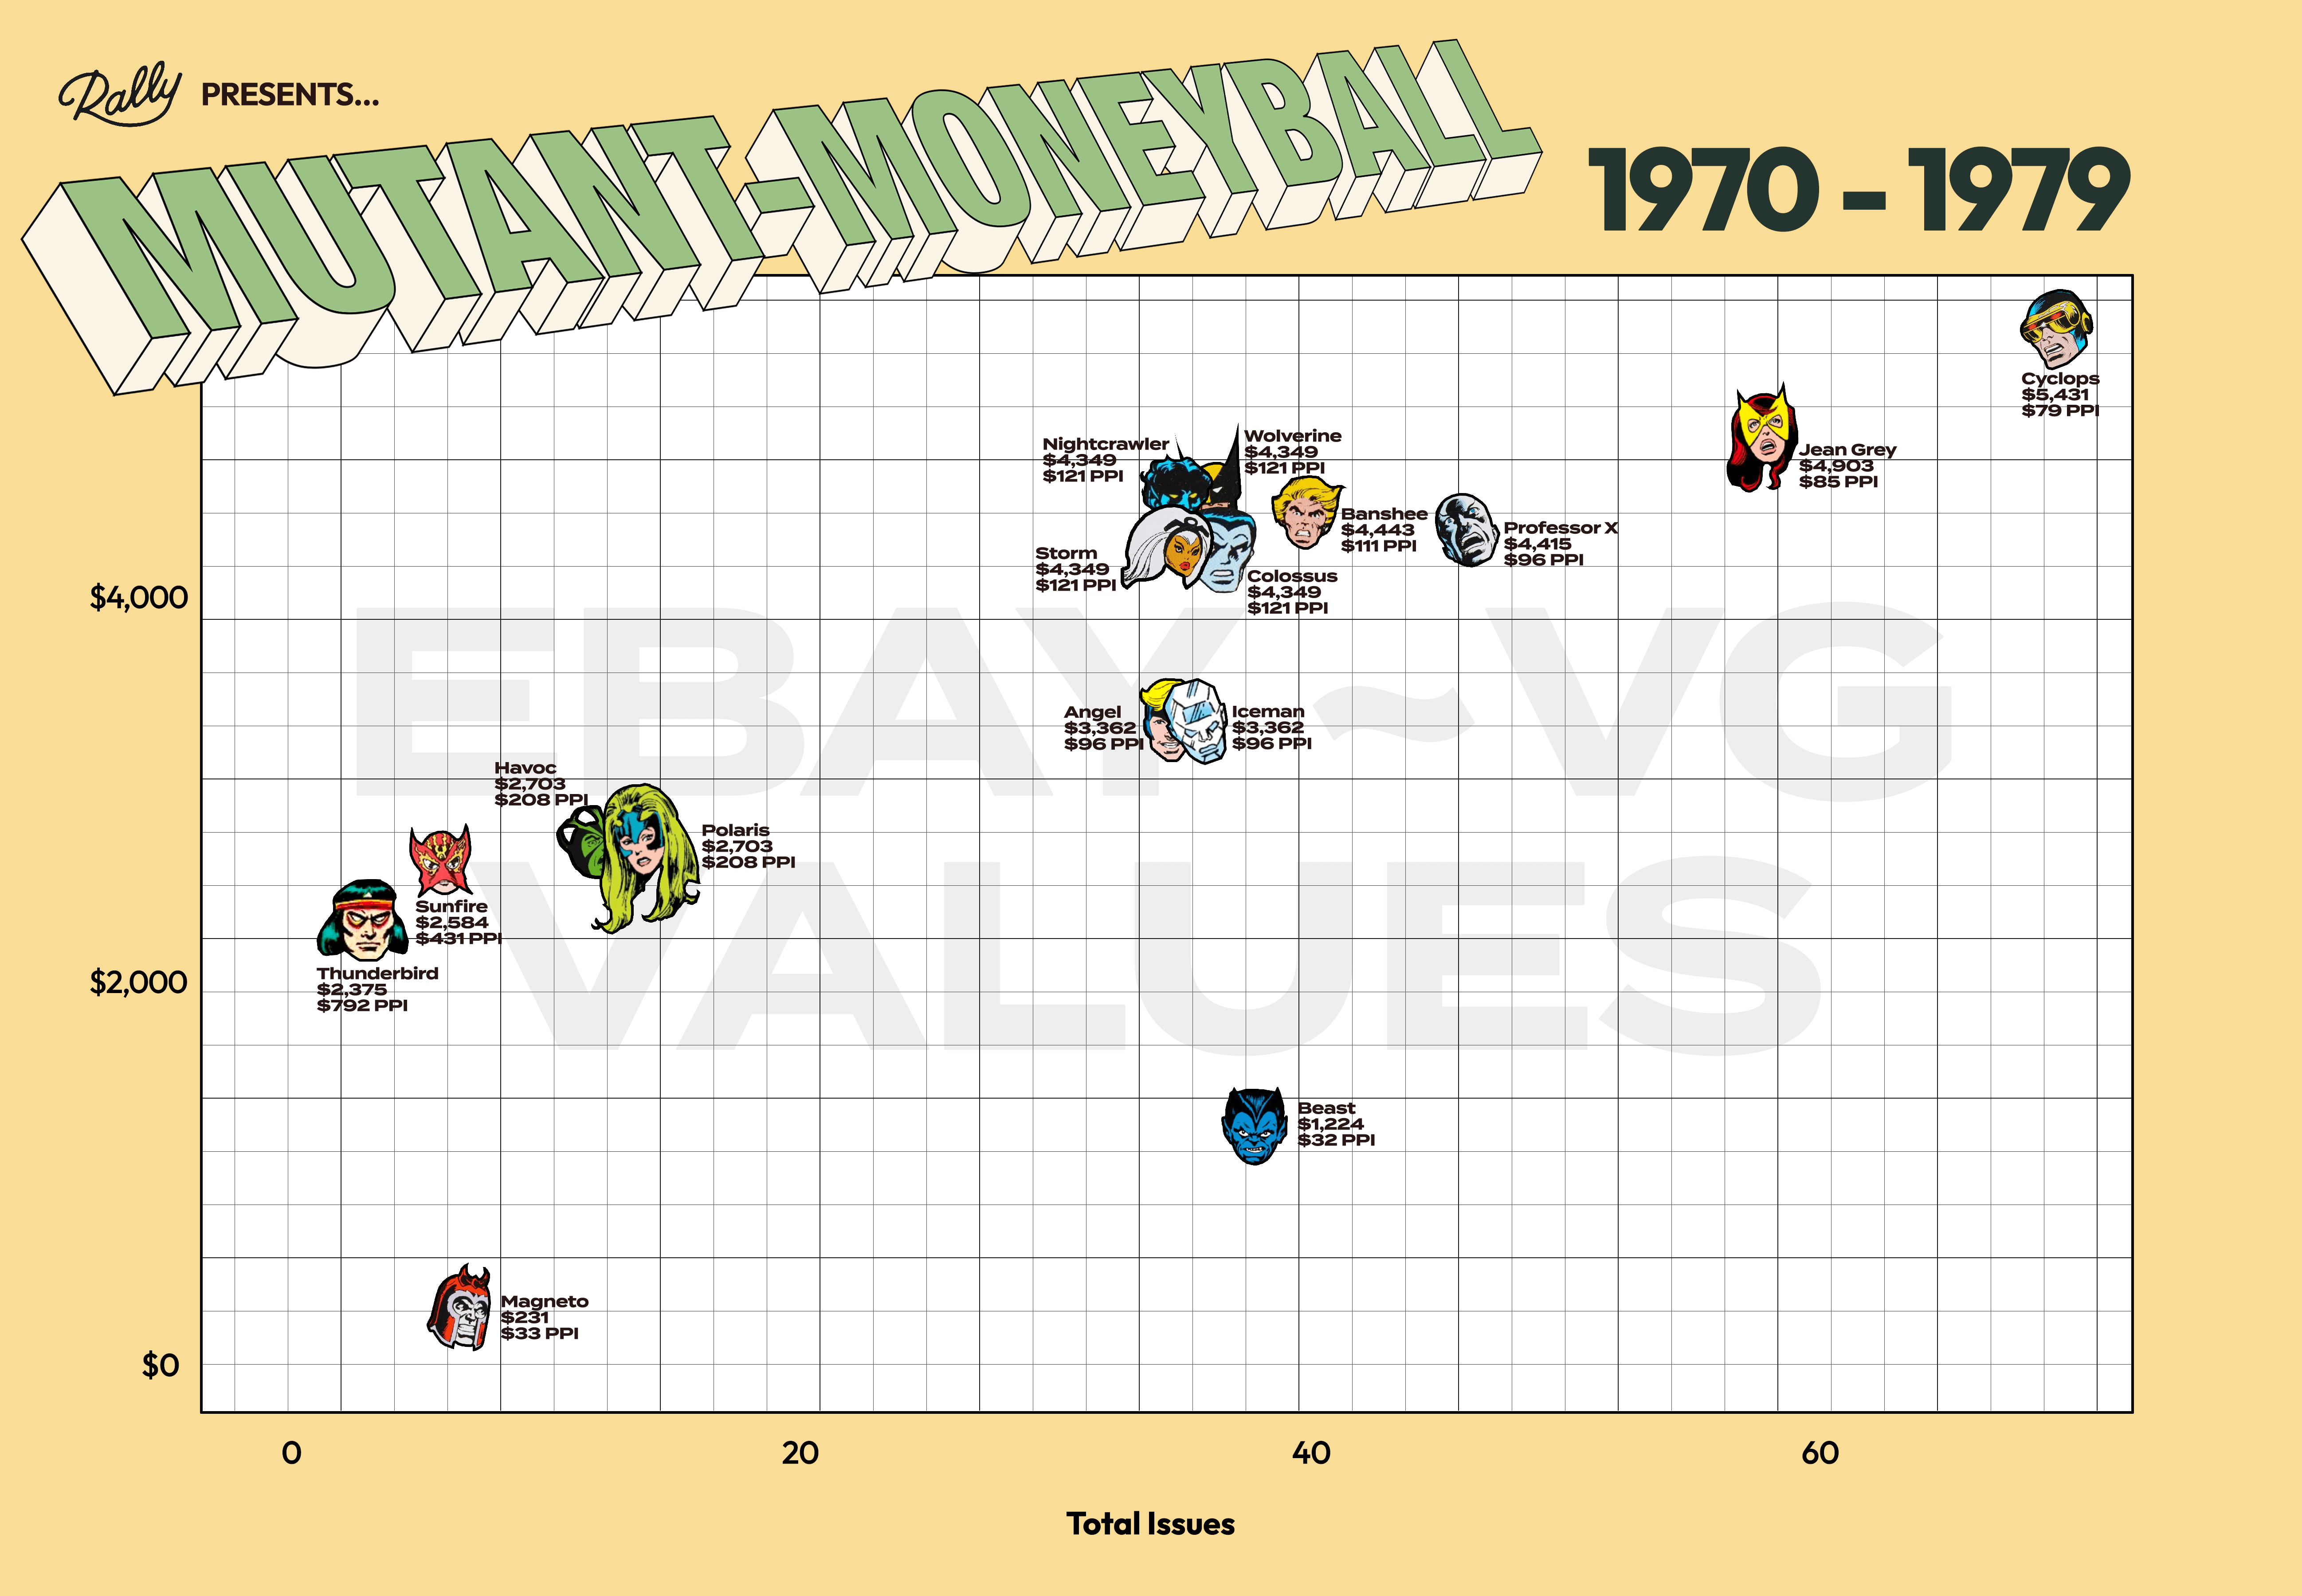 Rally PRESENTS...
MUTANT-MONEYBALL
1970 - 1979
EBAY ~VG
VALUES
Cyclops
$5,431
$79 PPI
Jean Grey
$4,903
$85 PPI
Nightcrawler
$4,349
$121 PPI
Wolverine
$4,349
$121 PPI
Banshee
$4,443
$111 PPI
Professor X
$4,415
$96 PPI
Storm
$4,349
$121 PPI
Colossus
$4,349
$121 PPI
$4,000
Angel
$3,362
$96 PPI
Iceman
$3,362
$96 PPI
Havoc
$2,703
$208 PPI
Polaris
$2,703
$208 PPI
Sunfire
$2,584
$431 PPI
Thunderbird
$2,375
$792 PPI
$2,000
Beast
$1,224
$32 PPI
Magneto
$231
$33 PPI
$0
0 20 40 60
Total Issues